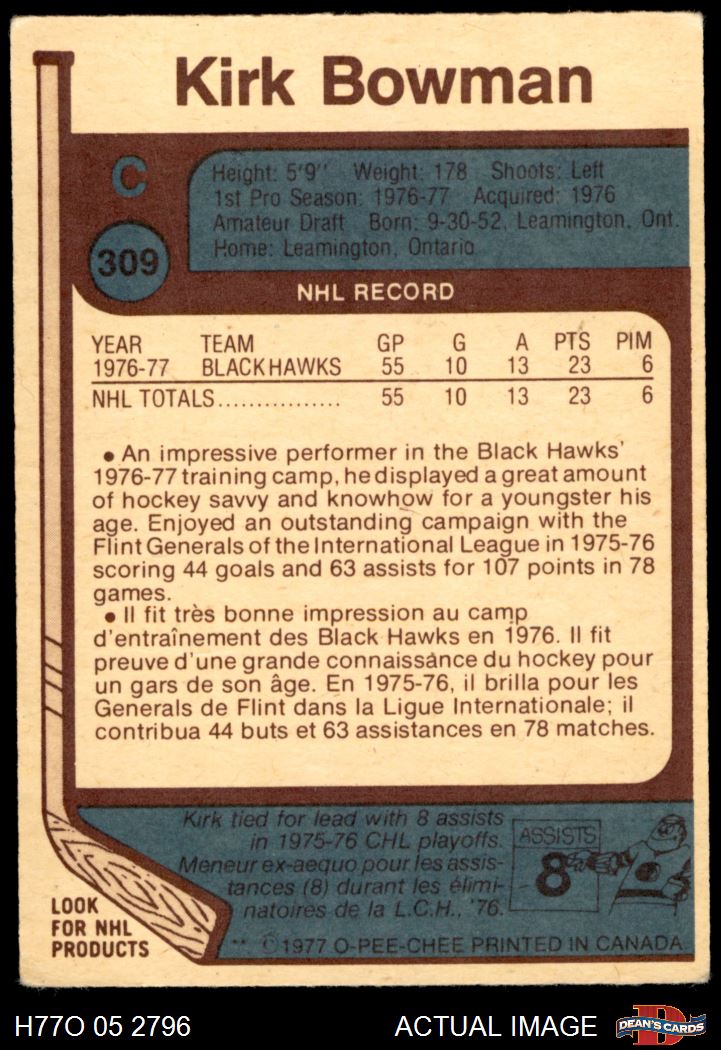 Kirk Bowman
C
309
Height: 5'9'' Weight: 178 Shoots: Left
1st Pro Season: 1976-77 Acquired: 1976
Amateur Draft Born: 9-30-52, Leamington, Ont.
Home: Leamington, Ontario
NHL RECORD
YEAR TEAM GP G A PTS PIM
1976-77 BLACK HAWKS 55 10 13 23 6
NHL TOTALS................ 55 10 13 23 6
• An impressive performer in the Black Hawks'
1976-77 training camp, he displayed a great amount
of hockey savvy and knowhow for a youngster his
age. Enjoyed an outstanding campaign with the
Flint Generals of the International League in 1975-76
scoring 44 goals and 63 assists for 107 points in 78
games.
• Il fit très bonne impression au camp
d'entraînement des Black Hawks en 1976. Il fit
preuve d'une grande connaissance du hockey pour
un gars de son âge. En 1975-76, il brilla pour les
Generals de Flint dans la Ligue Internationale; il
contribua 44 buts et 63 assistances en 78 matches.
Kirk tied for lead with 8 assists
in 1975-76 CHL playoffs.
Meneur ex-aequo pour les assis-
tances (8) durant les élimi-
natoires de la L.C.H., '76.
ASSISTS
8
LOOK
FOR NHL
PRODUCTS
** ©1977 O-PEE-CHEE PRINTED IN CANADA
H77O 05 2796
ACTUAL IMAGE
D
DEAN'S CARDS